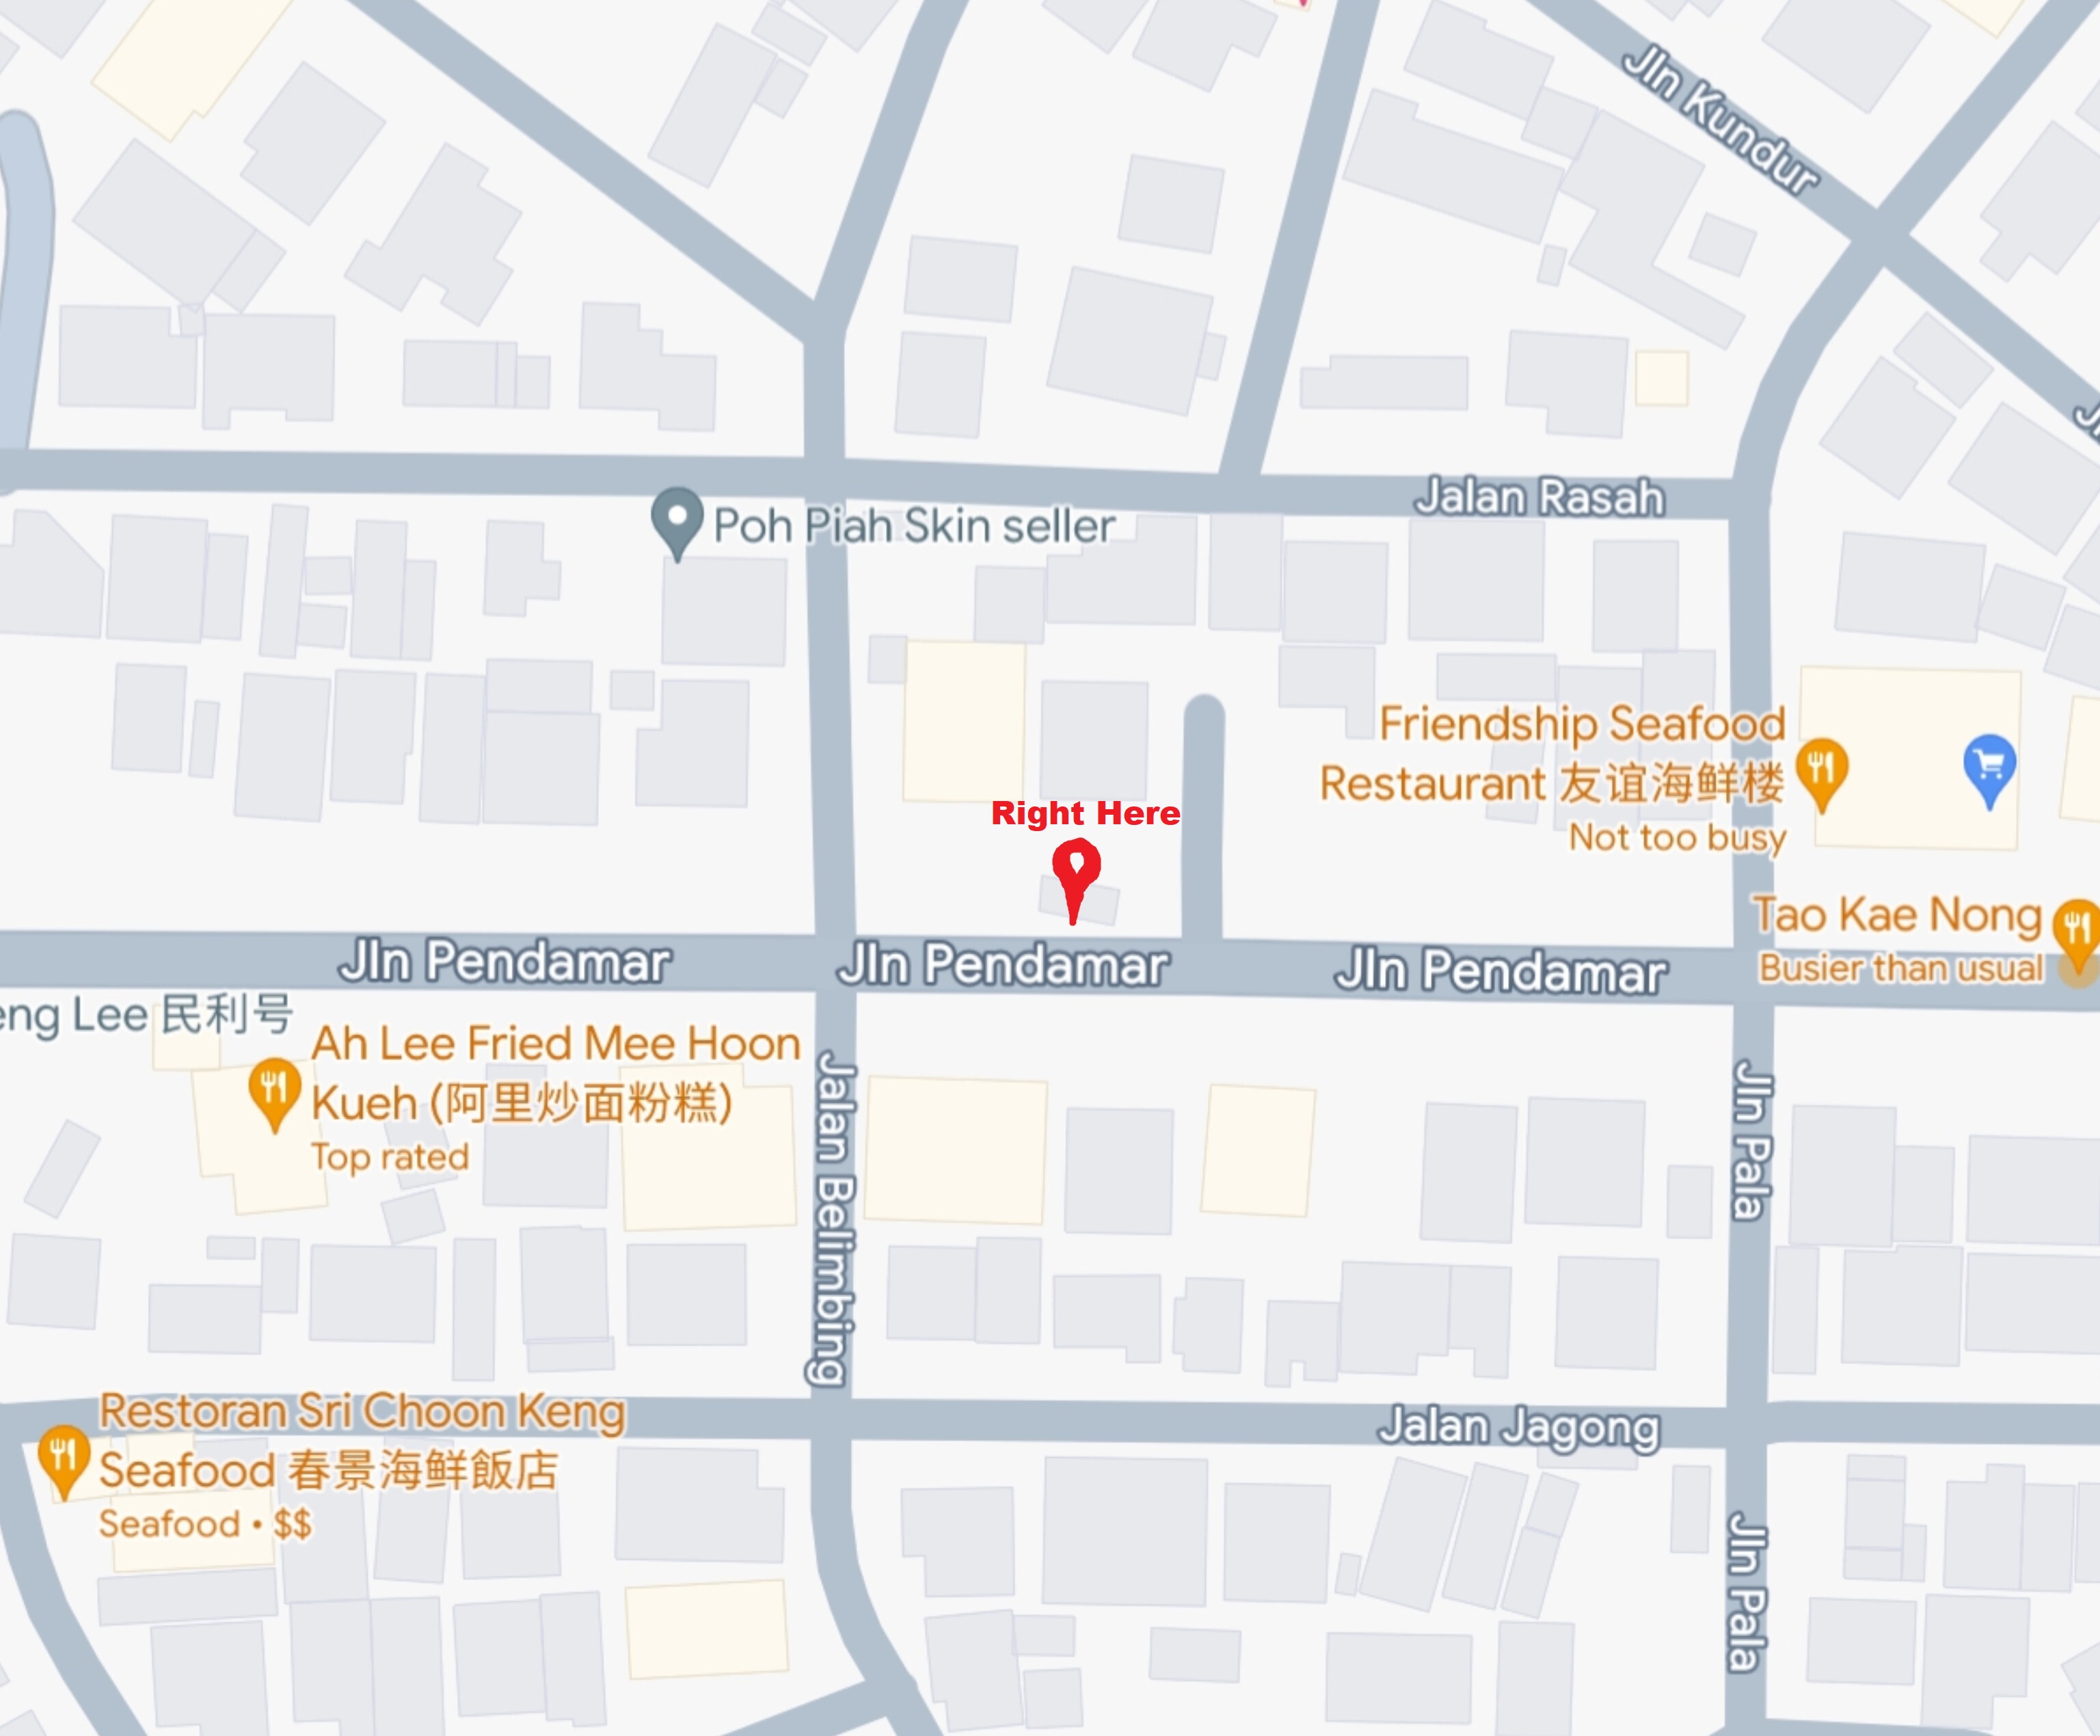 Jln Kundur
Jalan Rasah
Poh Piah Skin seller
Friendship Seafood
Restaurant 友谊海鲜楼
Not too busy
Right Here
Tao Kae Nong
Busier than usual
Jln Pendamar
Jln Pendamar
Jln Pendamar
eng Lee 民利号
Ah Lee Fried Mee Hoon
Kueh (阿里炒面粉糕)
Top rated
Jalan Belimbing
Jln Pala
Restoran Sri Choon Keng
Seafood 春景海鲜飯店
Seafood • $$
Jalan Jagong
Jln Pala